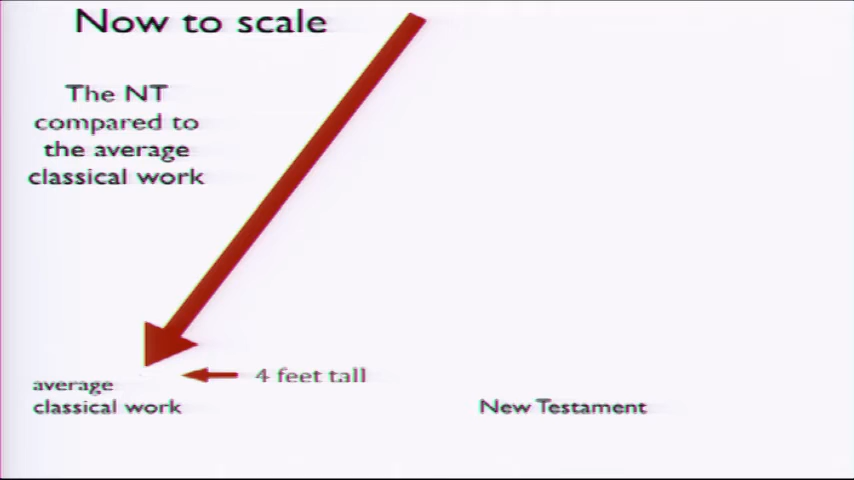 Now to scale
The NT
compared to
the average
classical work
4 feet tall
average
classical work
New Testament